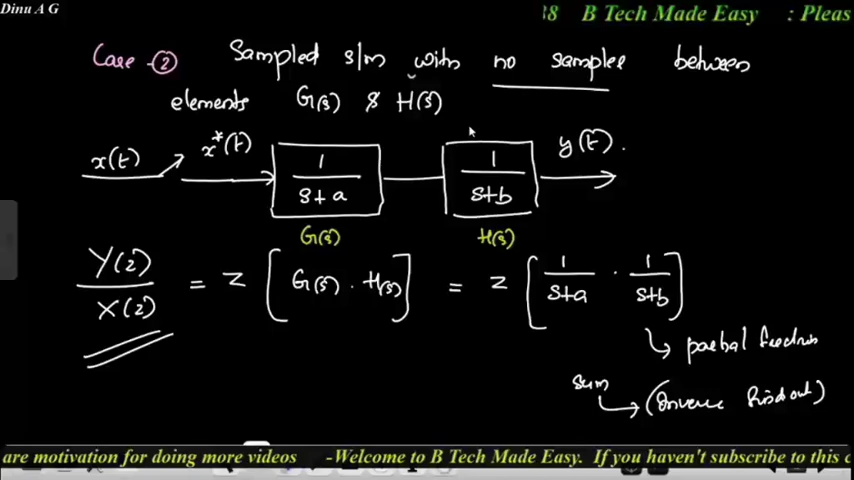 Dinu A G
38 B Tech Made Easy : Pleas
Case -② Sampled s/m with no sampler between
elements G(s) & H(s)
x(t) x*(t) 1/(s+a) 1/(s+b) y(t).
G(s) H(s)
Y(z)/X(z) = Z [G(s) . H(s)] = Z [1/(s+a) . 1/(s+b)]
partial
sum
(Inverse Find out)
are motivation for doing more videos -Welcome to B Tech Made Easy. If you haven't subscribe to this c